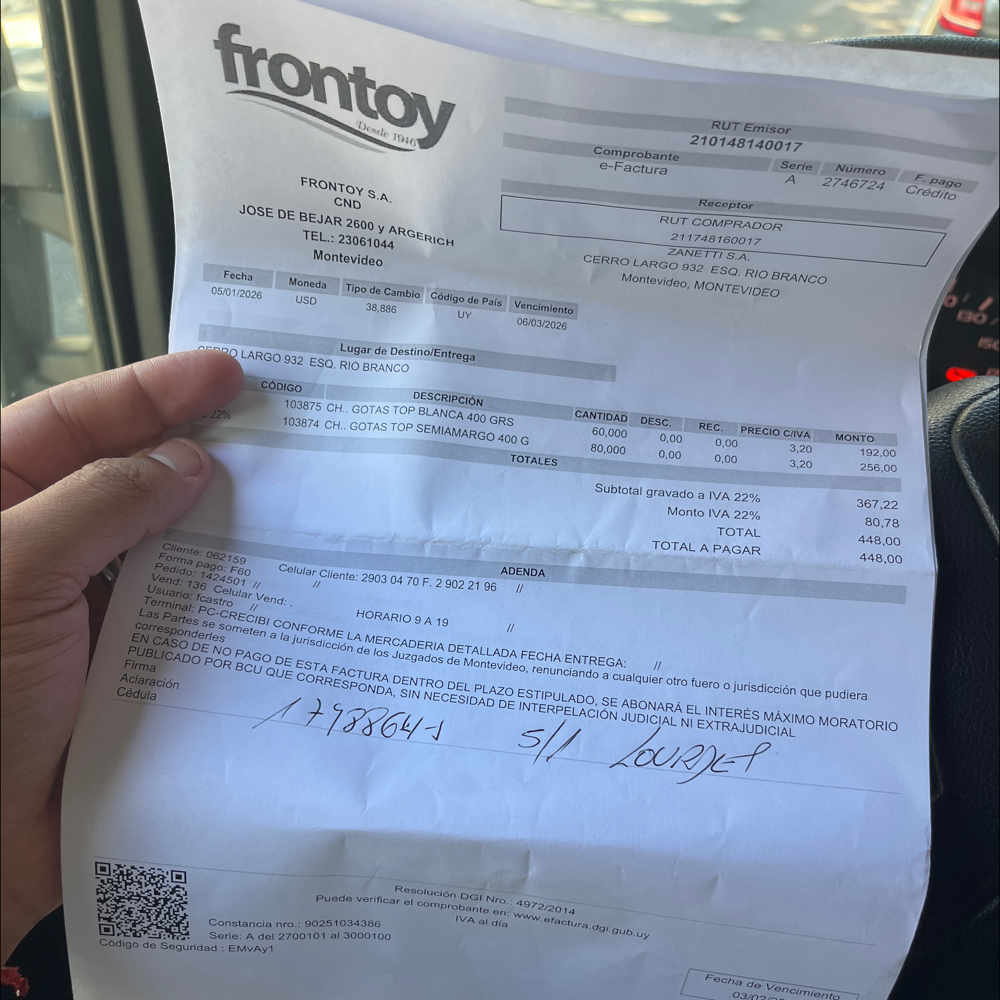 frontoy
Desde 1946
FRONTOY S.A.
CND
JOSE DE BEJAR 2600 y ARGERICH
TEL.: 23061044
Montevideo
RUT Emisor
210148140017
Comprobante Serie Número F. pago
e-Factura A 2746724 Crédito
Receptor
RUT COMPRADOR
211748160017
ZANETTI S.A.
CERRO LARGO 932 ESQ. RIO BRANCO
Montevideo, MONTEVIDEO
Fecha Moneda Tipo de Cambio Código de País Vencimiento
05/01/2026 USD 38,886 UY 06/03/2026
Lugar de Destino/Entrega
CERRO LARGO 932 ESQ. RIO BRANCO
CÓDIGO DESCRIPCIÓN CANTIDAD DESC. REC. PRECIO C/IVA MONTO
103875 CH.. GOTAS TOP BLANCA 400 GRS 60,000 0,00 0,00 3,20 192,00
22% 103874 CH.. GOTAS TOP SEMIAMARGO 400 G 80,000 0,00 0,00 3,20 256,00
TOTALES
Subtotal gravado a IVA 22% 367,22
Monto IVA 22% 80,78
TOTAL 448,00
TOTAL A PAGAR 448,00
ADENDA
Cliente: 062159 Celular Cliente: 2903 04 70 F. 2 902 21 96 //
Forma pago: F60 //
Pedido: 1424501 //
Vend: 136 Celular Vend: .
Usuario: fcastro // HORARIO 9 A 19 //
Terminal: PC-CRECIBI CONFORME LA MERCADERIA DETALLADA FECHA ENTREGA: //
Las Partes se someten a la jurisdicción de los Juzgados de Montevideo, renunciando a cualquier otro fuero o jurisdicción que pudiera
corresponderles
EN CASO DE NO PAGO DE ESTA FACTURA DENTRO DEL PLAZO ESTIPULADO, SE ABONARÁ EL INTERÉS MÁXIMO MORATORIO
PUBLICADO POR BCU QUE CORRESPONDA, SIN NECESIDAD DE INTERPELACIÓN JUDICIAL NI EXTRAJUDICIAL
Firma
Aclaración
Cédula
5/1 LOURDES
Resolución DGI Nro.: 4972/2014
Puede verificar el comprobante en: www.efactura.dgi.gub.uy
IVA al día
Constancia nro.: 90251034386
Serie: A del 2700101 al 3000100
Código de Seguridad : EMvAy1
Fecha de Vencimiento